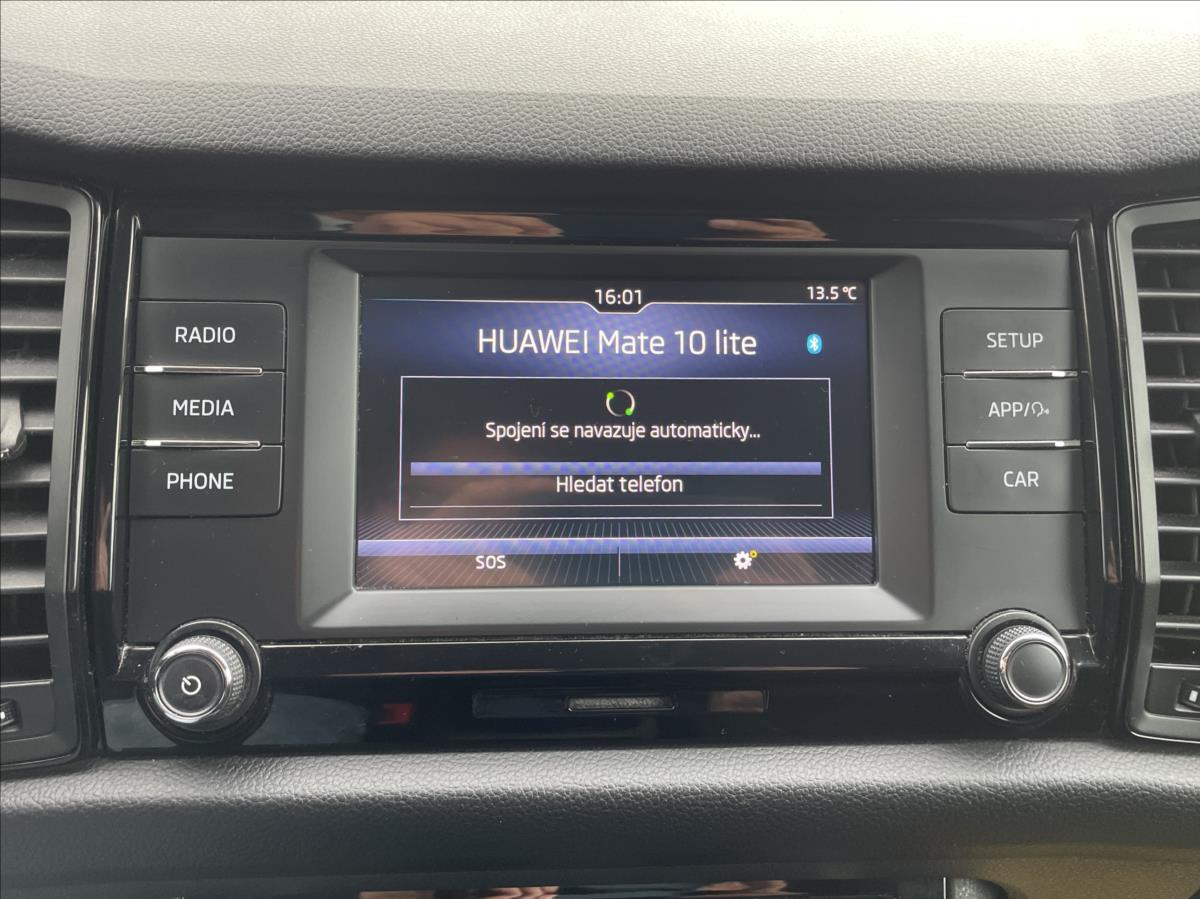 16:01
13.5 °C
HUAWEI Mate 10 lite
RADIO
MEDIA
PHONE
Spojení se navazuje automaticky...
Hledat telefon
SOS
SETUP
APP/
CAR